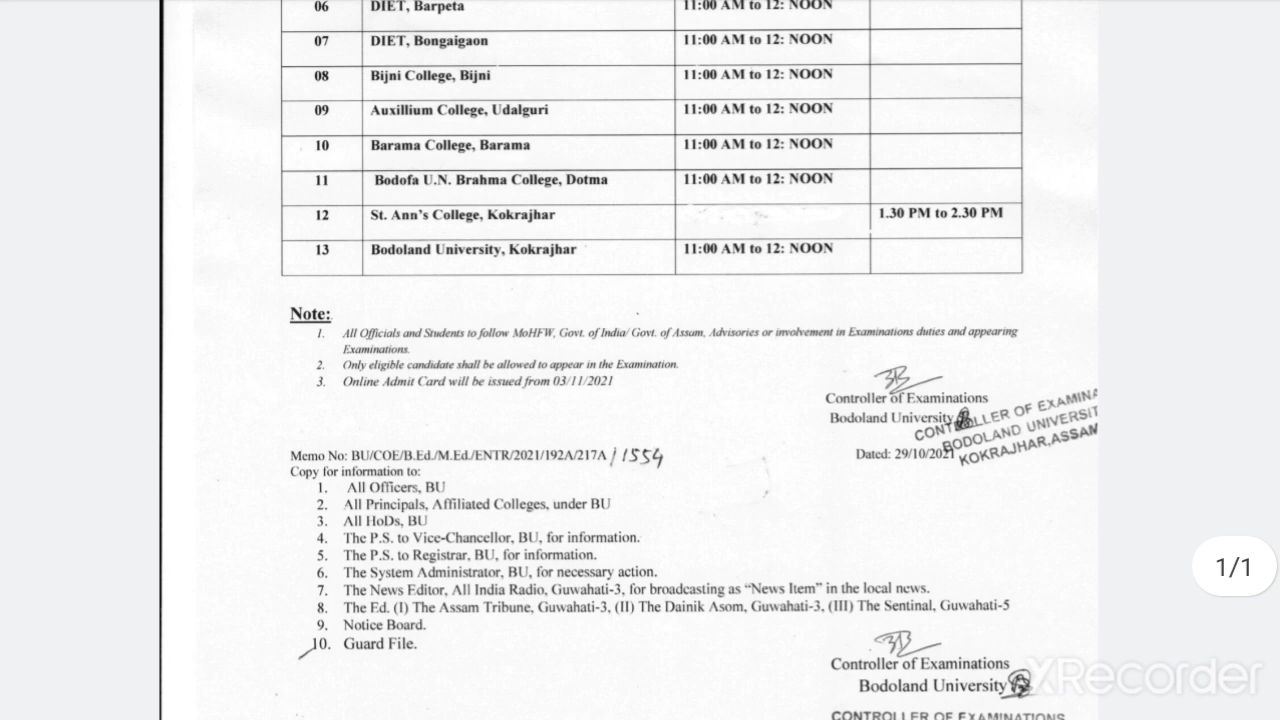 06 DIET, Barpeta 11:00 AM to 12: NOON
07 DIET, Bongaigaon 11:00 AM to 12: NOON
08 Bijni College, Bijni 11:00 AM to 12: NOON
09 Auxillium College, Udalguri 11:00 AM to 12: NOON
10 Barama College, Barama 11:00 AM to 12: NOON
11 Bodofa U.N. Brahma College, Dotma 11:00 AM to 12: NOON
12 St. Ann's College, Kokrajhar 1.30 PM to 2.30 PM
13 Bodoland University, Kokrajhar 11:00 AM to 12: NOON
Note:
1. All Officials and Students to follow MoHFW, Govt. of India/ Govt. of Assam, Advisories or involvement in Examinations duties and appearing
Examinations.
2. Only eligible candidate shall be allowed to appear in the Examination.
3. Online Admit Card will be issued from 03/11/2021
Controller of Examinations
Bodoland University
CONTROLLER OF EXAMINA
BODOLAND UNIVERSIT
KOKRAJHAR, ASSAM
Memo No: BU/COE/B.Ed./M.Ed./ENTR/2021/192A/217A/1554
Dated: 29/10/2021
Copy for information to:
1. All Officers, BU
2. All Principals, Affiliated Colleges, under BU
3. All HoDs, BU
4. The P.S. to Vice-Chancellor, BU, for information.
5. The P.S. to Registrar, BU, for information.
6. The System Administrator, BU, for necessary action.
7. The News Editor, All India Radio, Guwahati-3, for broadcasting as “News Item” in the local news.
8. The Ed. (I) The Assam Tribune, Guwahati-3, (II) The Dainik Asom, Guwahati-3, (III) The Sentinal, Guwahati-5
9. Notice Board.
10. Guard File.
Controller of Examinations
Bodoland University
CONTROLLER OF EXAMINATIONS
1/1
XRecorder